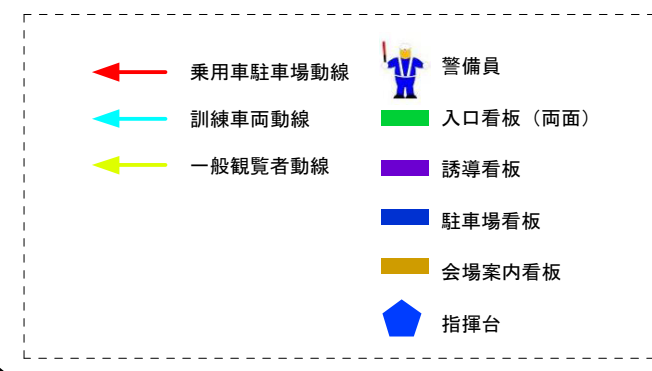 乗用車駐車場動線
訓練車両動線
一般観覧者動線
警備員
入口看板（両面）
誘導看板
駐車場看板
会場案内看板
指揮台